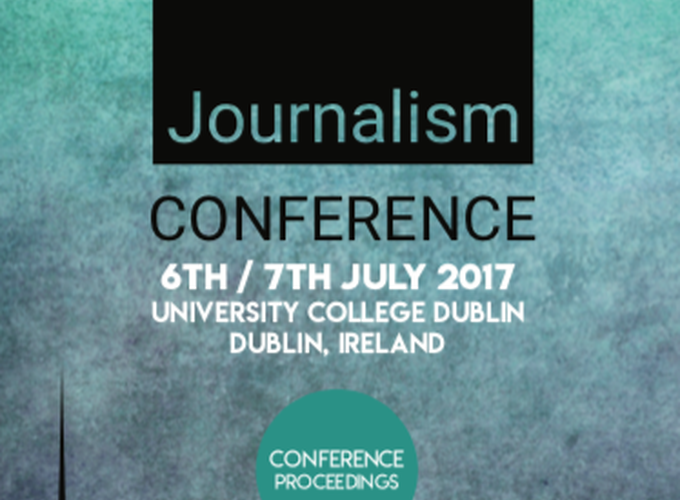 Journalism
CONFERENCE
6TH / 7TH JULY 2017
UNIVERSITY COLLEGE DUBLIN
DUBLIN, IRELAND
CONFERENCE
PROCEEDINGS